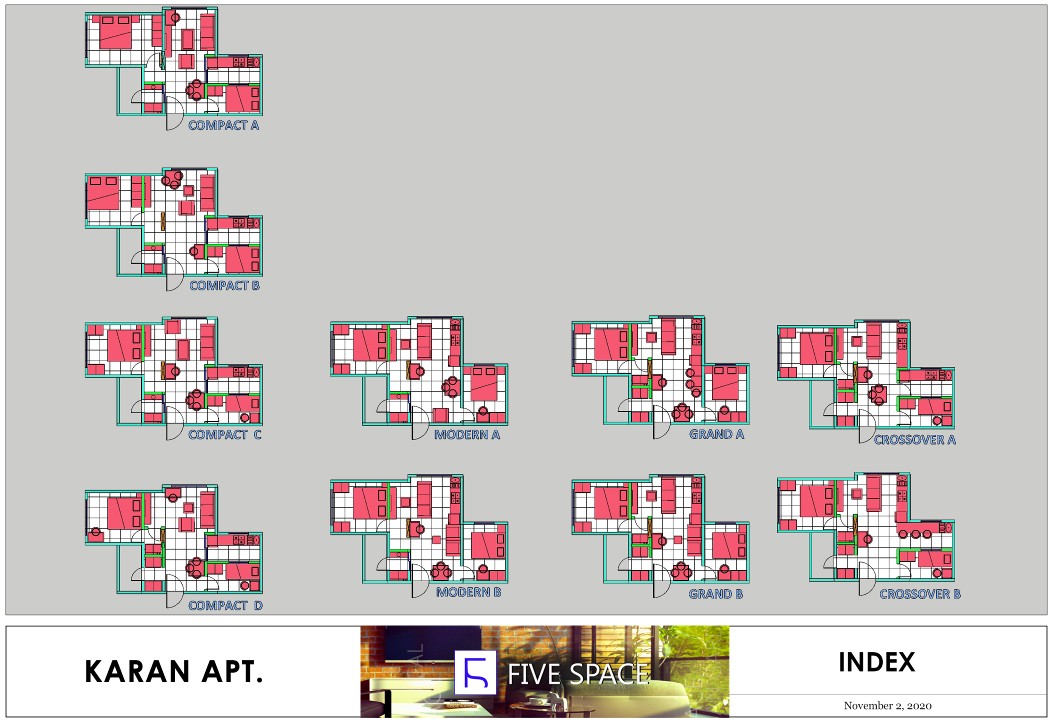 COMPACT A
COMPACT B
COMPACT C
MODERN A
GRAND A
CROSSOVER A
COMPACT D
MODERN B
GRAND B
CROSSOVER B
KARAN APT.
FIVE SPACE
INDEX
November 2, 2020